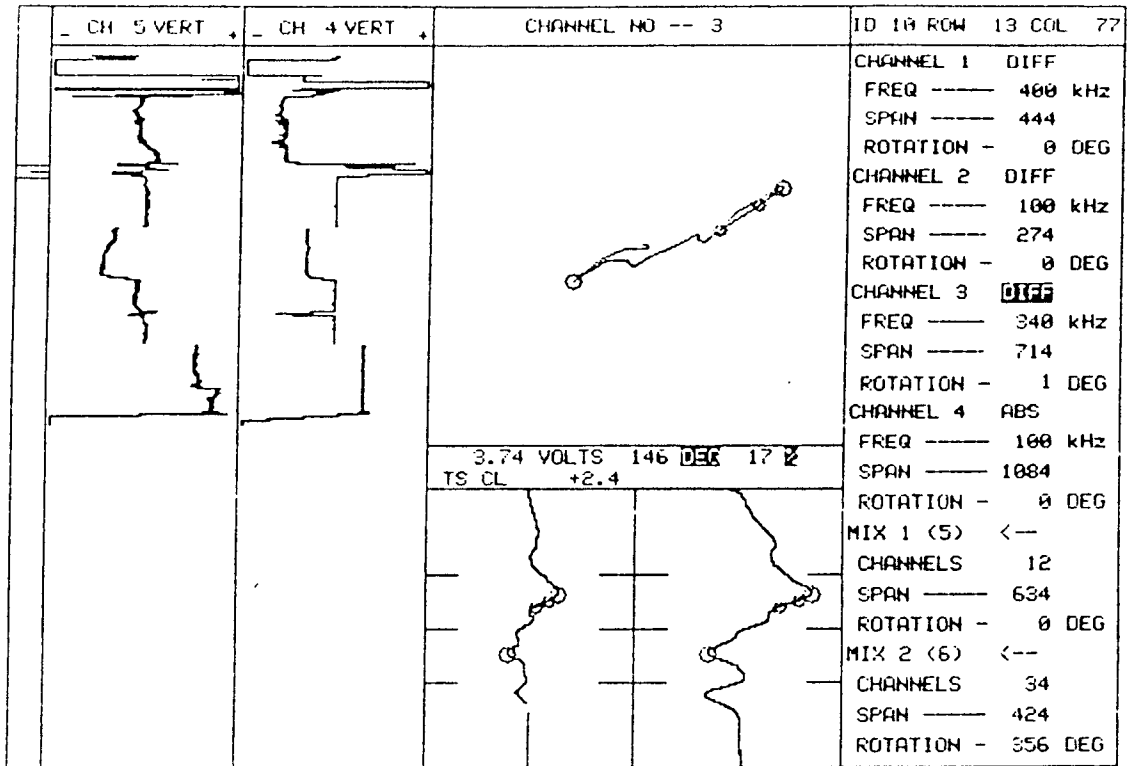 _ CH 5 VERT +
_ CH 4 VERT +
CHANNEL NO -- 3
ID 10 ROW 13 COL 77
CHANNEL 1 DIFF
FREQ ----- 400 kHz
SPAN ----- 444
ROTATION - 0 DEG
CHANNEL 2 DIFF
FREQ ----- 100 kHz
SPAN ----- 274
ROTATION - 0 DEG
CHANNEL 3 DIFF
FREQ ----- 340 kHz
SPAN ----- 714
ROTATION - 1 DEG
CHANNEL 4 ABS
FREQ ----- 100 kHz
SPAN ----- 1084
ROTATION - 0 DEG
MIX 1 (5) <--
CHANNELS 12
SPAN ----- 634
ROTATION - 0 DEG
MIX 2 (6) <--
CHANNELS 34
SPAN ----- 424
ROTATION - 356 DEG
3.74 VOLTS 146 DEG 17 %
TS CL +2.4